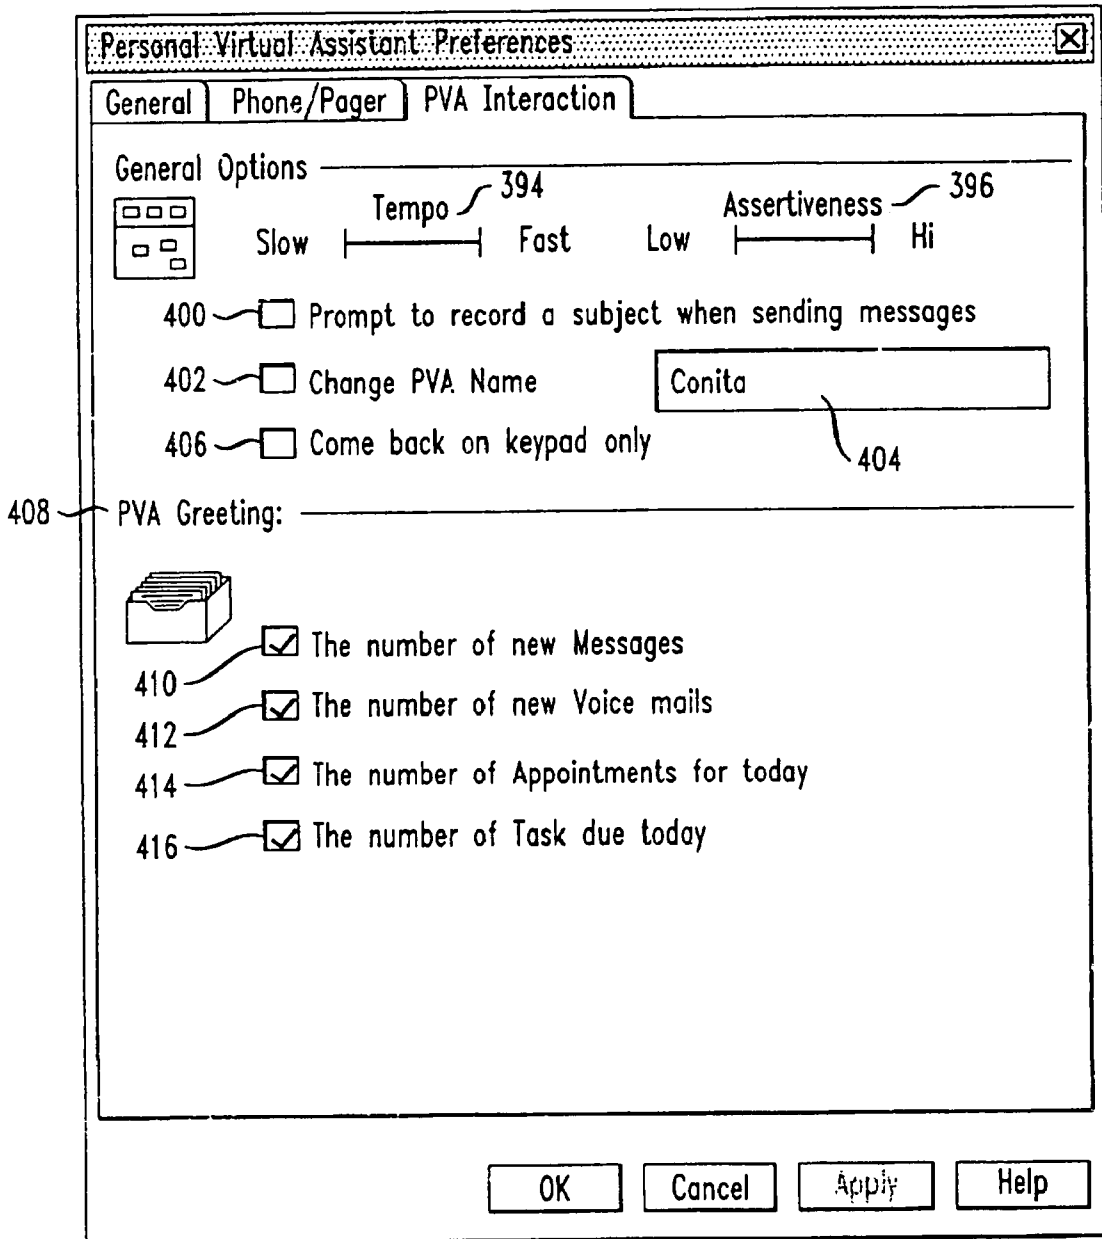 Personal Virtual Assistant Preferences
General Phone/Pager PVA Interaction
General Options
Tempo 394 Assertiveness 396
Slow Fast Low Hi
400 Prompt to record a subject when sending messages
402 Change PVA Name Conita
406 Come back on keypad only 404
408 PVA Greeting:
The number of new Messages
410
The number of new Voice mails
412
The number of Appointments for today
414
The number of Task due today
416
OK Cancel Apply Help